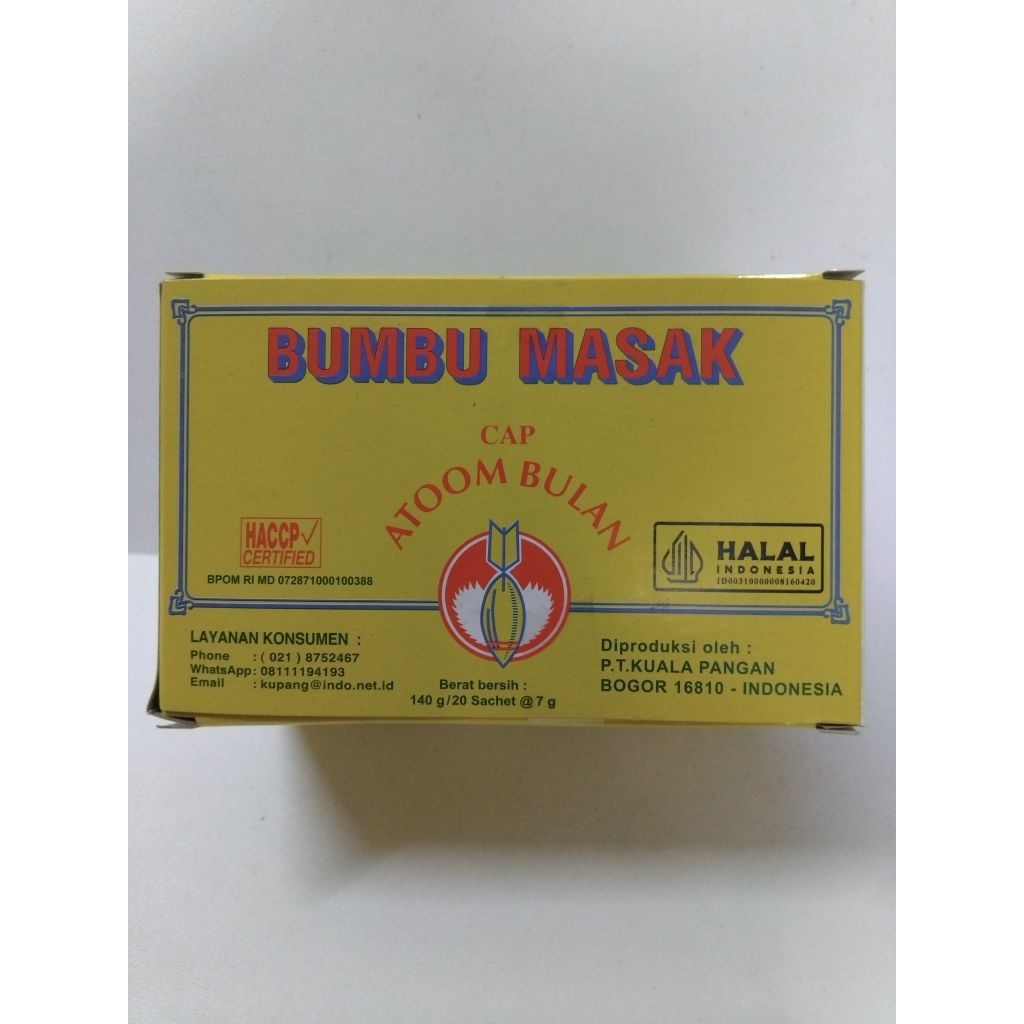 BUMBU MASAK
CAP
ATOOM BULAN
HACCP
CERTIFIED
BPOM RI MD 072871000100388
HALAL
INDONESIA
ID00310000008160420
LAYANAN KONSUMEN :
Phone : ( 021 ) 8752467
WhatsApp : 08111194193
Email : kupang@indo.net.id
Berat bersih :
140 g/20 Sachet @ 7 g
Diproduksi oleh :
P.T.KUALA PANGAN
BOGOR 16810 - INDONESIA